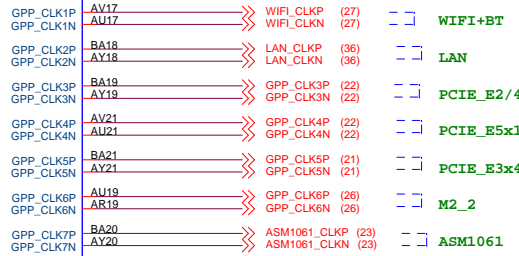 GPP_CLK1P AV17 WIFI_CLKP (27)
GPP_CLK1N AU17 WIFI_CLKN (27) WIFI+BT
GPP_CLK2P BA18 LAN_CLKP (36)
GPP_CLK2N AY18 LAN_CLKN (36) LAN
GPP_CLK3P BA19 GPP_CLK3P (22)
GPP_CLK3N AY19 GPP_CLK3N (22) PCIE_E2/4
GPP_CLK4P AV21 GPP_CLK4P (22)
GPP_CLK4N AU21 GPP_CLK4N (22) PCIE_E5x1
GPP_CLK5P BA21 GPP_CLK5P (21)
GPP_CLK5N AY21 GPP_CLK5N (21) PCIE_E3x4
GPP_CLK6P AU19 GPP_CLK6P (26)
GPP_CLK6N AR19 GPP_CLK6N (26) M2_2
GPP_CLK7P BA20 ASM1061_CLKP (23)
GPP_CLK7N AY20 ASM1061_CLKN (23) ASM1061